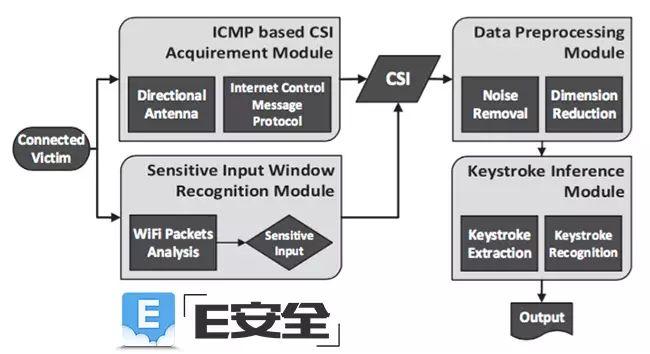 Connected
Victim
ICMP based CSI
Acquirement Module
Directional
Antenna
Internet Control
Message
Protocol
Sensitive Input Window
Recognition Module
WiFi Packets
Analysis
Sensitive
Input
CSI
Data Preprocessing
Module
Noise
Removal
Dimension
Reduction
Keystroke Inference
Module
Keystroke
Extraction
Keystroke
Recognition
Output
E
「E安全」